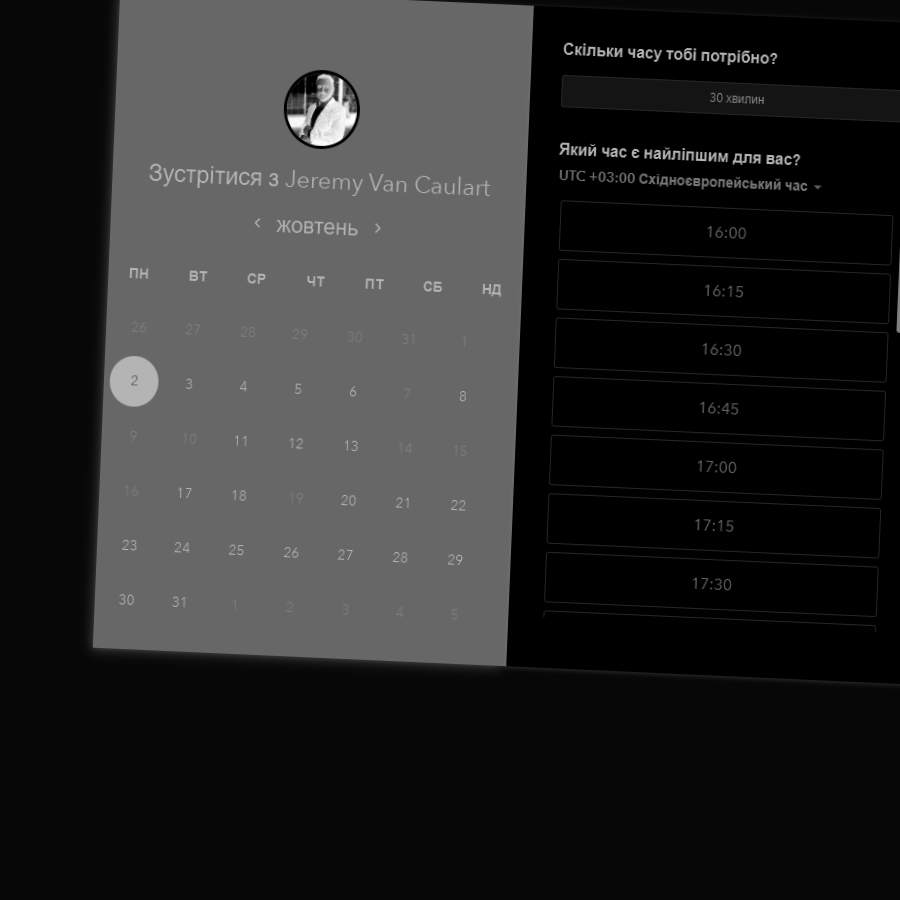 Зустрітися з Jeremy Van Caulart
жовтень
ПН ВТ СР ЧТ ПТ СБ НД
26 27 28 29 30 31 1
2 3 4 5 6 7 8
9 10 11 12 13 14 15
16 17 18 19 20 21 22
23 24 25 26 27 28 29
30 31 1 2 3 4 5
Скільки часу тобі потрібно?
30 хвилин
Який час є найліпшим для вас?
UTC +03:00 Східноєвропейський час
16:00
16:15
16:30
16:45
17:00
17:15
17:30